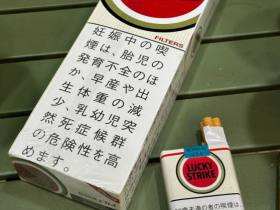 FILTERS
妊娠中の喫
煙は、胎児の
発育不全のほ
か、早産や出
生体重の減
少、乳幼児突
然死症候群
の危険性を高
めます。
LUCKY
STRIKE